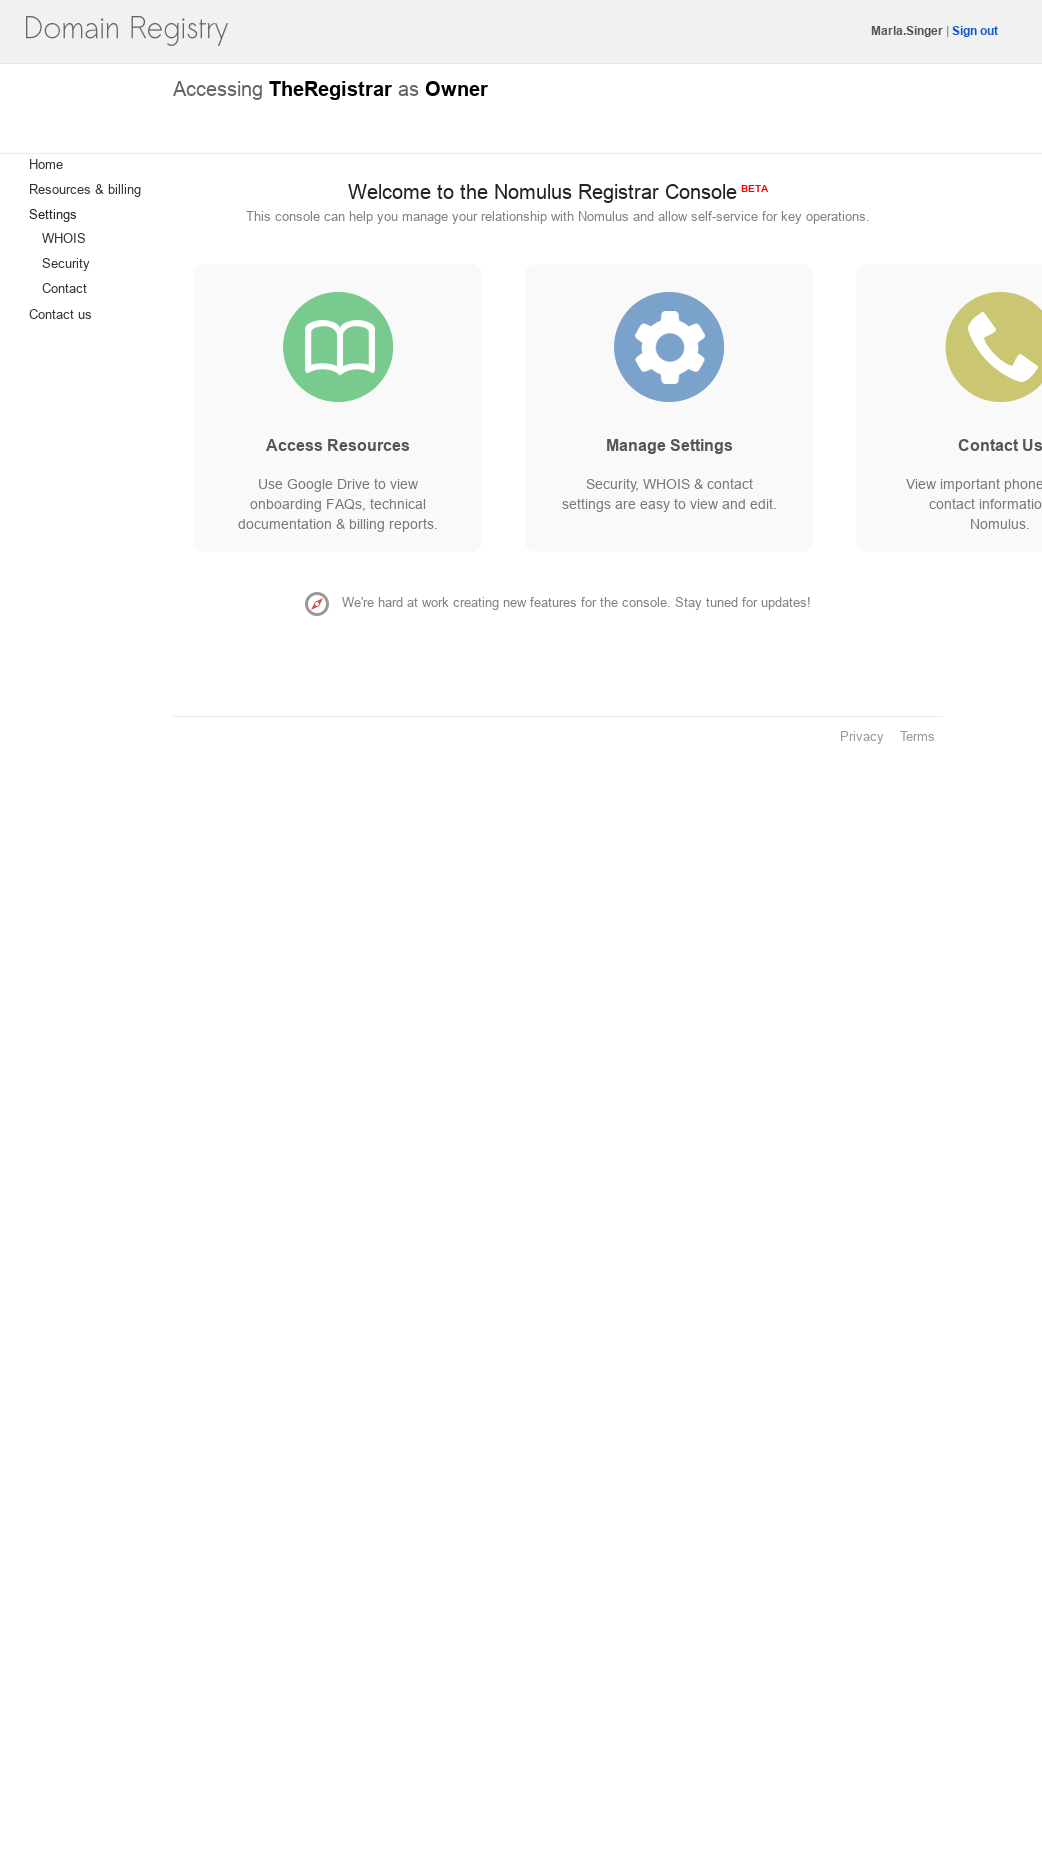 Domain Registry
Marla.Singer | Sign out
Accessing TheRegistrar as Owner
Home
Resources & billing
Settings
WHOIS
Security
Contact
Contact us
Welcome to the Nomulus Registrar Console BETA
This console can help you manage your relationship with Nomulus and allow self-service for key operations.
Access Resources
Use Google Drive to view
onboarding FAQs, technical
documentation & billing reports.
Manage Settings
Security, WHOIS & contact
settings are easy to view and edit.
Contact Us
View important phone
contact informatio
Nomulus.
We're hard at work creating new features for the console. Stay tuned for updates!
Privacy Terms